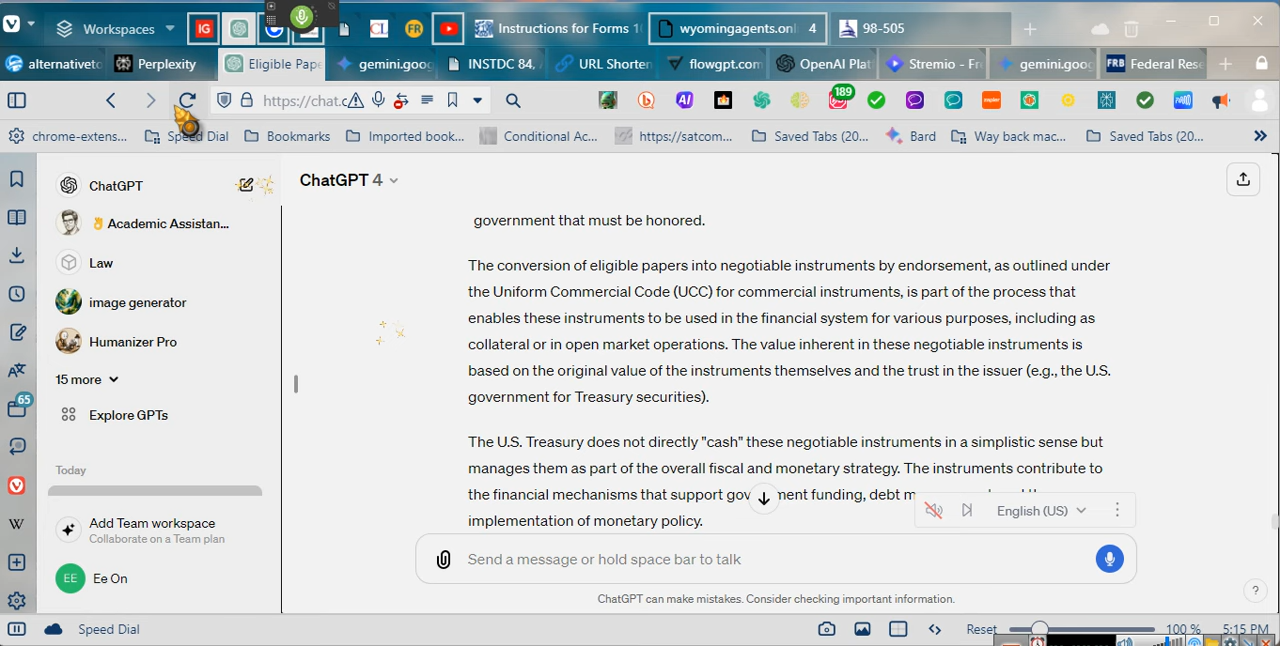 Workspaces
IG
CL
FR
Instructions for Forms 1
wyomingagents.onl 4
98-505
alternativeto
Perplexity
Eligible Pape
gemini.goog
INSTDC 84,
URL Shorten
flowgpt.com
OpenAI Plat
Stremio - Fr
gemini.goog
FRB Federal Rese
https://chat.c
189
chrome-extens...
Speed Dial
Bookmarks
Imported book...
Conditional Ac...
https://satcom...
Saved Tabs (20...
Bard
Way back mac...
Saved Tabs (20...
ChatGPT
ChatGPT 4
Academic Assistan...
Law
image generator
Humanizer Pro
15 more
Explore GPTs
Today
Add Team workspace
Collaborate on a Team plan
EE Ee On
65
W
government that must be honored.
The conversion of eligible papers into negotiable instruments by endorsement, as outlined under
the Uniform Commercial Code (UCC) for commercial instruments, is part of the process that
enables these instruments to be used in the financial system for various purposes, including as
collateral or in open market operations. The value inherent in these negotiable instruments is
based on the original value of the instruments themselves and the trust in the issuer (e.g., the U.S.
government for Treasury securities).
The U.S. Treasury does not directly "cash" these negotiable instruments in a simplistic sense but
manages them as part of the overall fiscal and monetary strategy. The instruments contribute to
the financial mechanisms that support gov ment funding, debt m
implementation of monetary policy.
English (US)
Send a message or hold space bar to talk
ChatGPT can make mistakes. Consider checking important information.
?
Speed Dial
Reset
100 %
5:15 PM